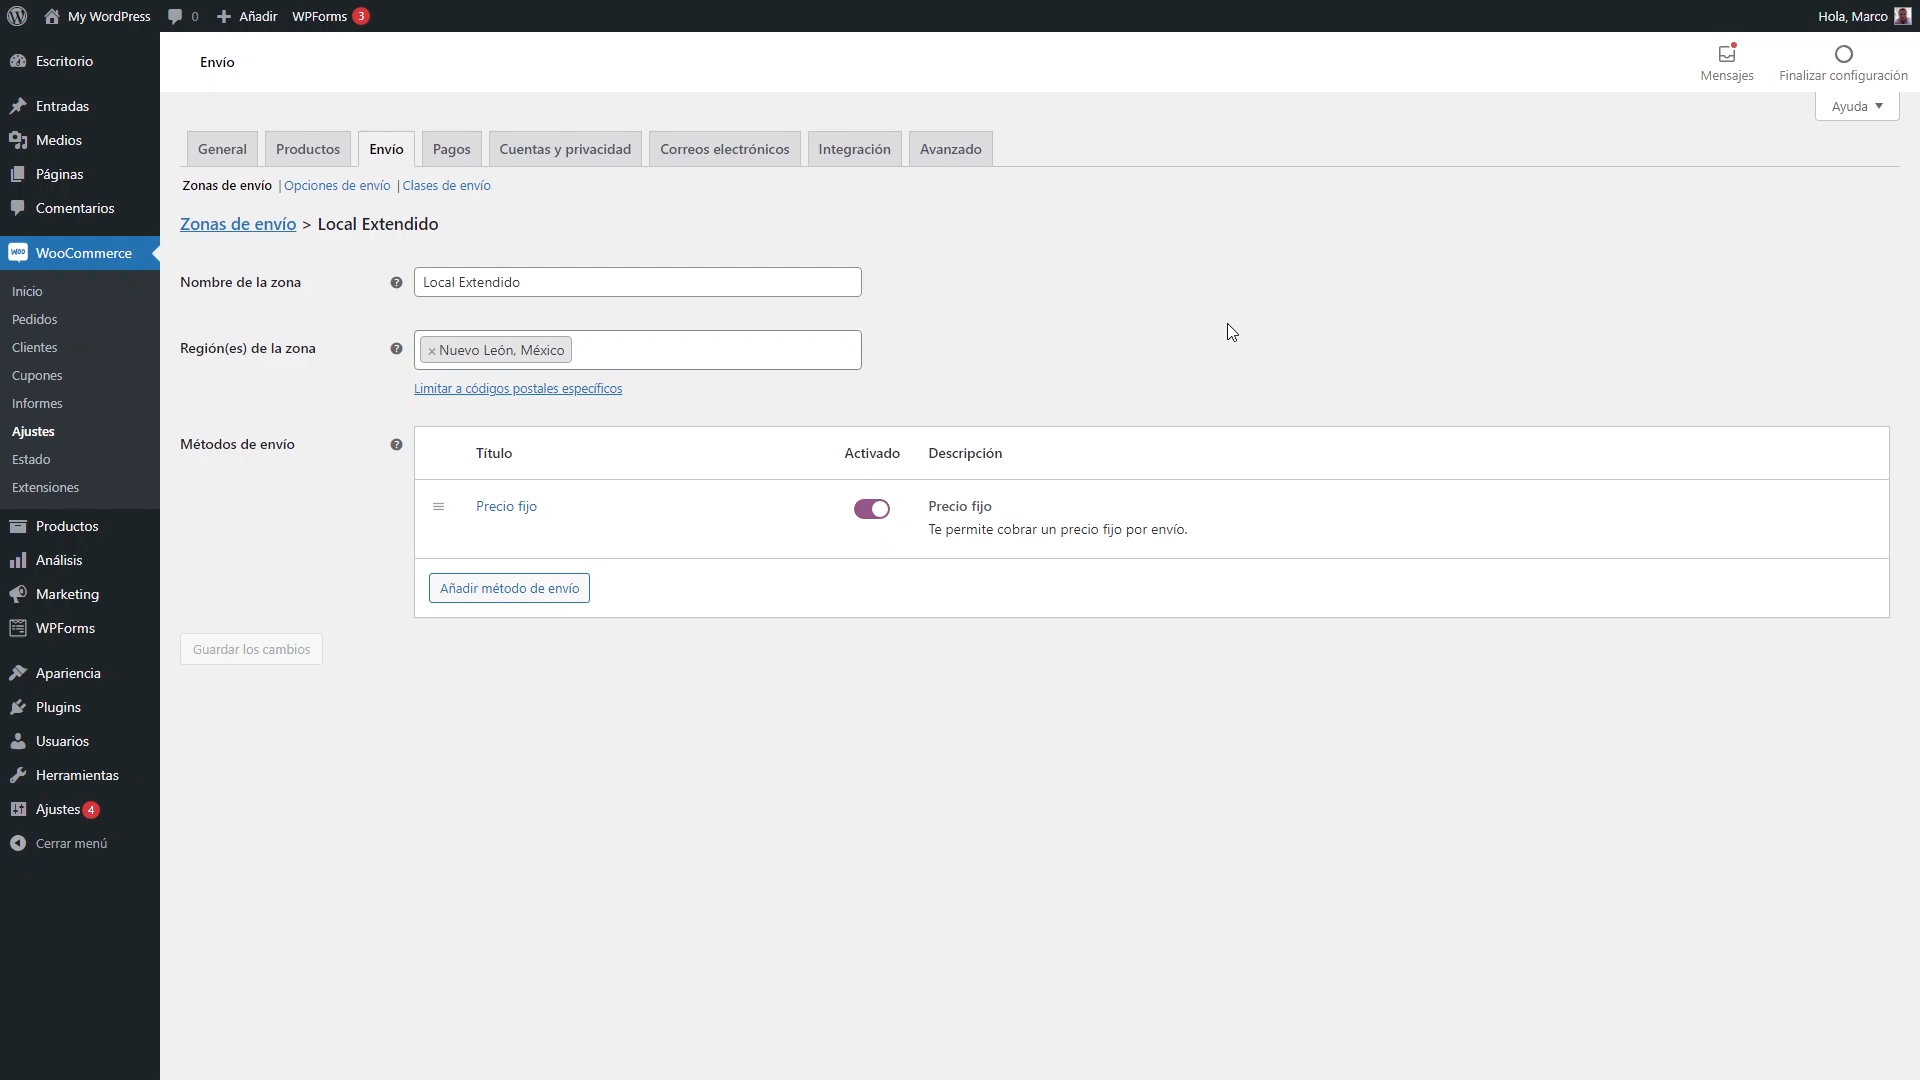 My WordPress
0
Añadir
WPForms 3
Hola, Marco
Escritorio
Entradas
Medios
Páginas
Comentarios
WooCommerce
Inicio
Pedidos
Clientes
Cupones
Informes
Ajustes
Estado
Extensiones
Productos
Análisis
Marketing
WPForms
Apariencia
Plugins
Usuarios
Herramientas
Ajustes 4
Cerrar menú
Envío
Mensajes
Finalizar configuración
Ayuda
General
Productos
Envío
Pagos
Cuentas y privacidad
Correos electrónicos
Integración
Avanzado
Zonas de envío | Opciones de envío | Clases de envío
Zonas de envío > Local Extendido
Nombre de la zona
?
Local Extendido
Región(es) de la zona
?
× Nuevo León, México
Limitar a códigos postales específicos
Métodos de envío
?
Título
Activado
Descripción
Precio fijo
Precio fijo
Te permite cobrar un precio fijo por envío.
Añadir método de envío
Guardar los cambios